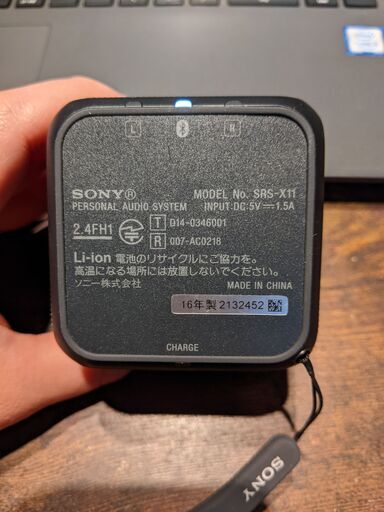 L R
SONY® MODEL No. SRS-X11
PERSONAL AUDIO SYSTEM INPUT:DC 5V⎓1.5A
2.4FH1 T D14-0346001
R 007-AC0218
Li-ion 電池のリサイクルにご協力を。
高温になる場所には放置しないでください。
ソニー株式会社 MADE IN CHINA
16年製 2132452
CHARGE
SONY